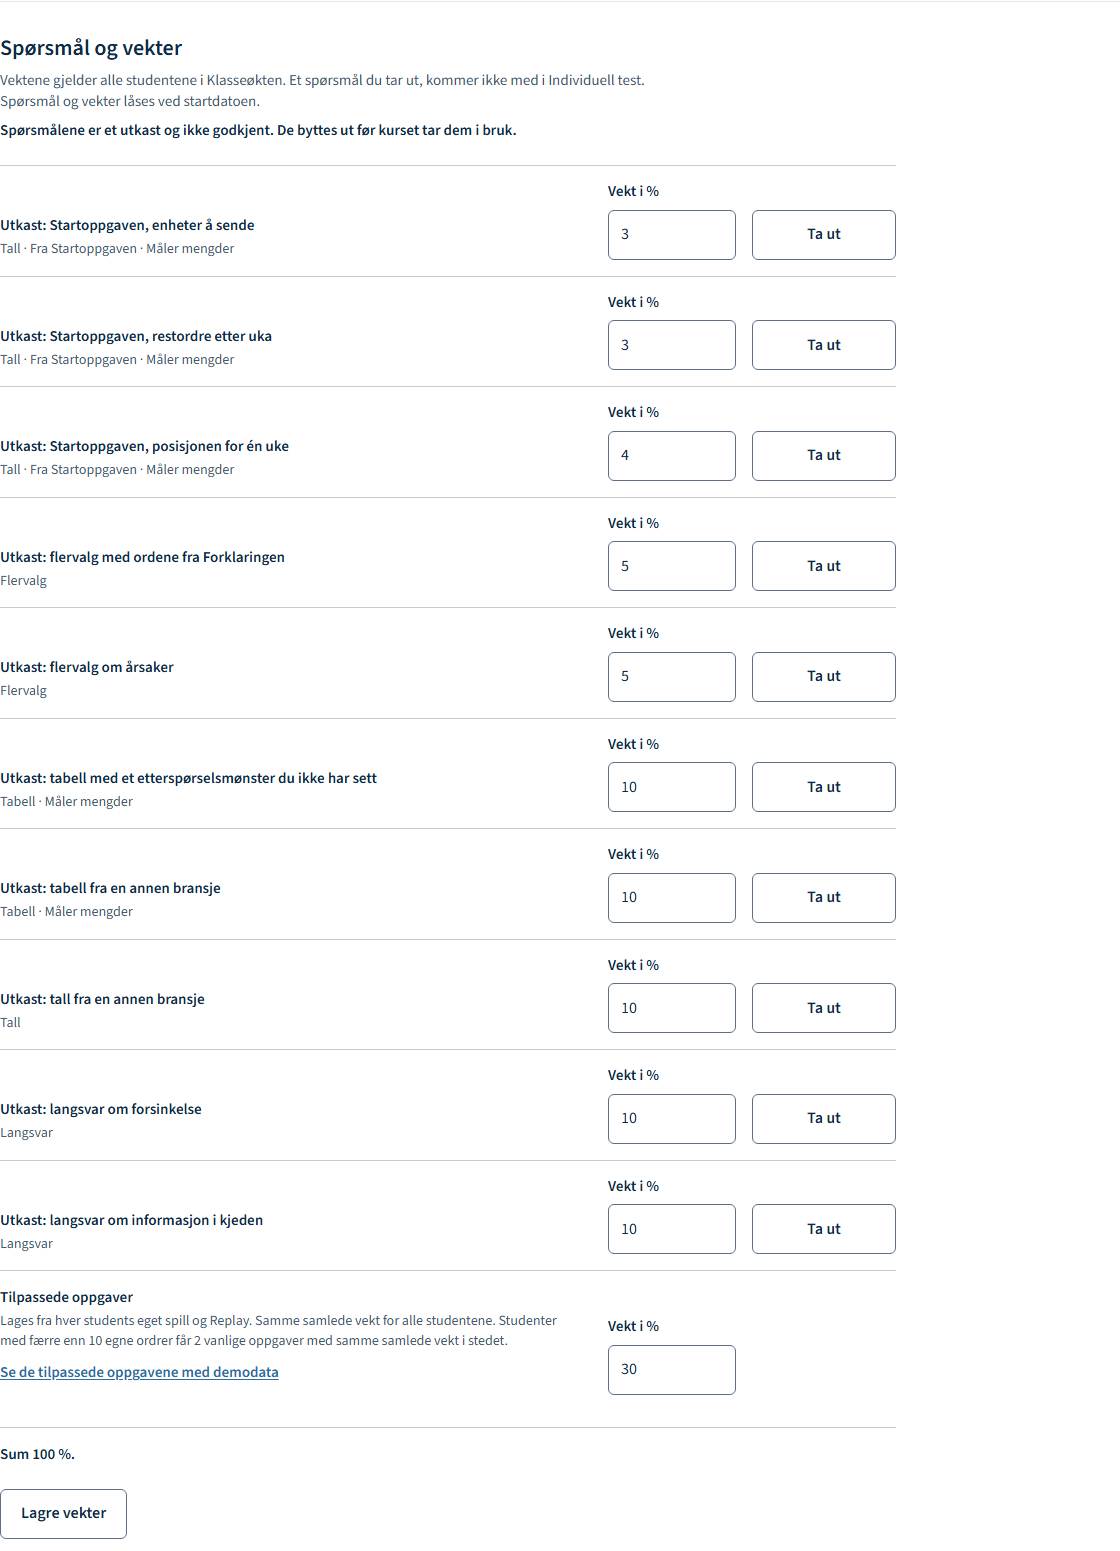 Spørsmål og vekter
Vektene gjelder alle studentene i Klasseøkten. Et spørsmål du tar ut, kommer ikke med i Individuell test.
Spørsmål og vekter låses ved startdatoen.
Spørsmålene er et utkast og ikke godkjent. De byttes ut før kurset tar dem i bruk.
Vekt i %
Utkast: Startoppgaven, enheter å sende
Tall · Fra Startoppgaven · Måler mengder
3
Ta ut
Vekt i %
Utkast: Startoppgaven, restordre etter uka
Tall · Fra Startoppgaven · Måler mengder
3
Ta ut
Vekt i %
Utkast: Startoppgaven, posisjonen for én uke
Tall · Fra Startoppgaven · Måler mengder
4
Ta ut
Vekt i %
Utkast: flervalg med ordene fra Forklaringen
Flervalg
5
Ta ut
Vekt i %
Utkast: flervalg om årsaker
Flervalg
5
Ta ut
Vekt i %
Utkast: tabell med et etterspørselsmønster du ikke har sett
Tabell · Måler mengder
10
Ta ut
Vekt i %
Utkast: tabell fra en annen bransje
Tabell · Måler mengder
10
Ta ut
Vekt i %
Utkast: tall fra en annen bransje
Tall
10
Ta ut
Vekt i %
Utkast: langsvar om forsinkelse
Langsvar
10
Ta ut
Vekt i %
Utkast: langsvar om informasjon i kjeden
Langsvar
10
Ta ut
Tilpassede oppgaver
Lages fra hver students eget spill og Replay. Samme samlede vekt for alle studentene. Studenter
med færre enn 10 egne ordrer får 2 vanlige oppgaver med samme samlede vekt i stedet.
Se de tilpassede oppgavene med demodata
Vekt i %
30
Sum 100 %.
Lagre vekter